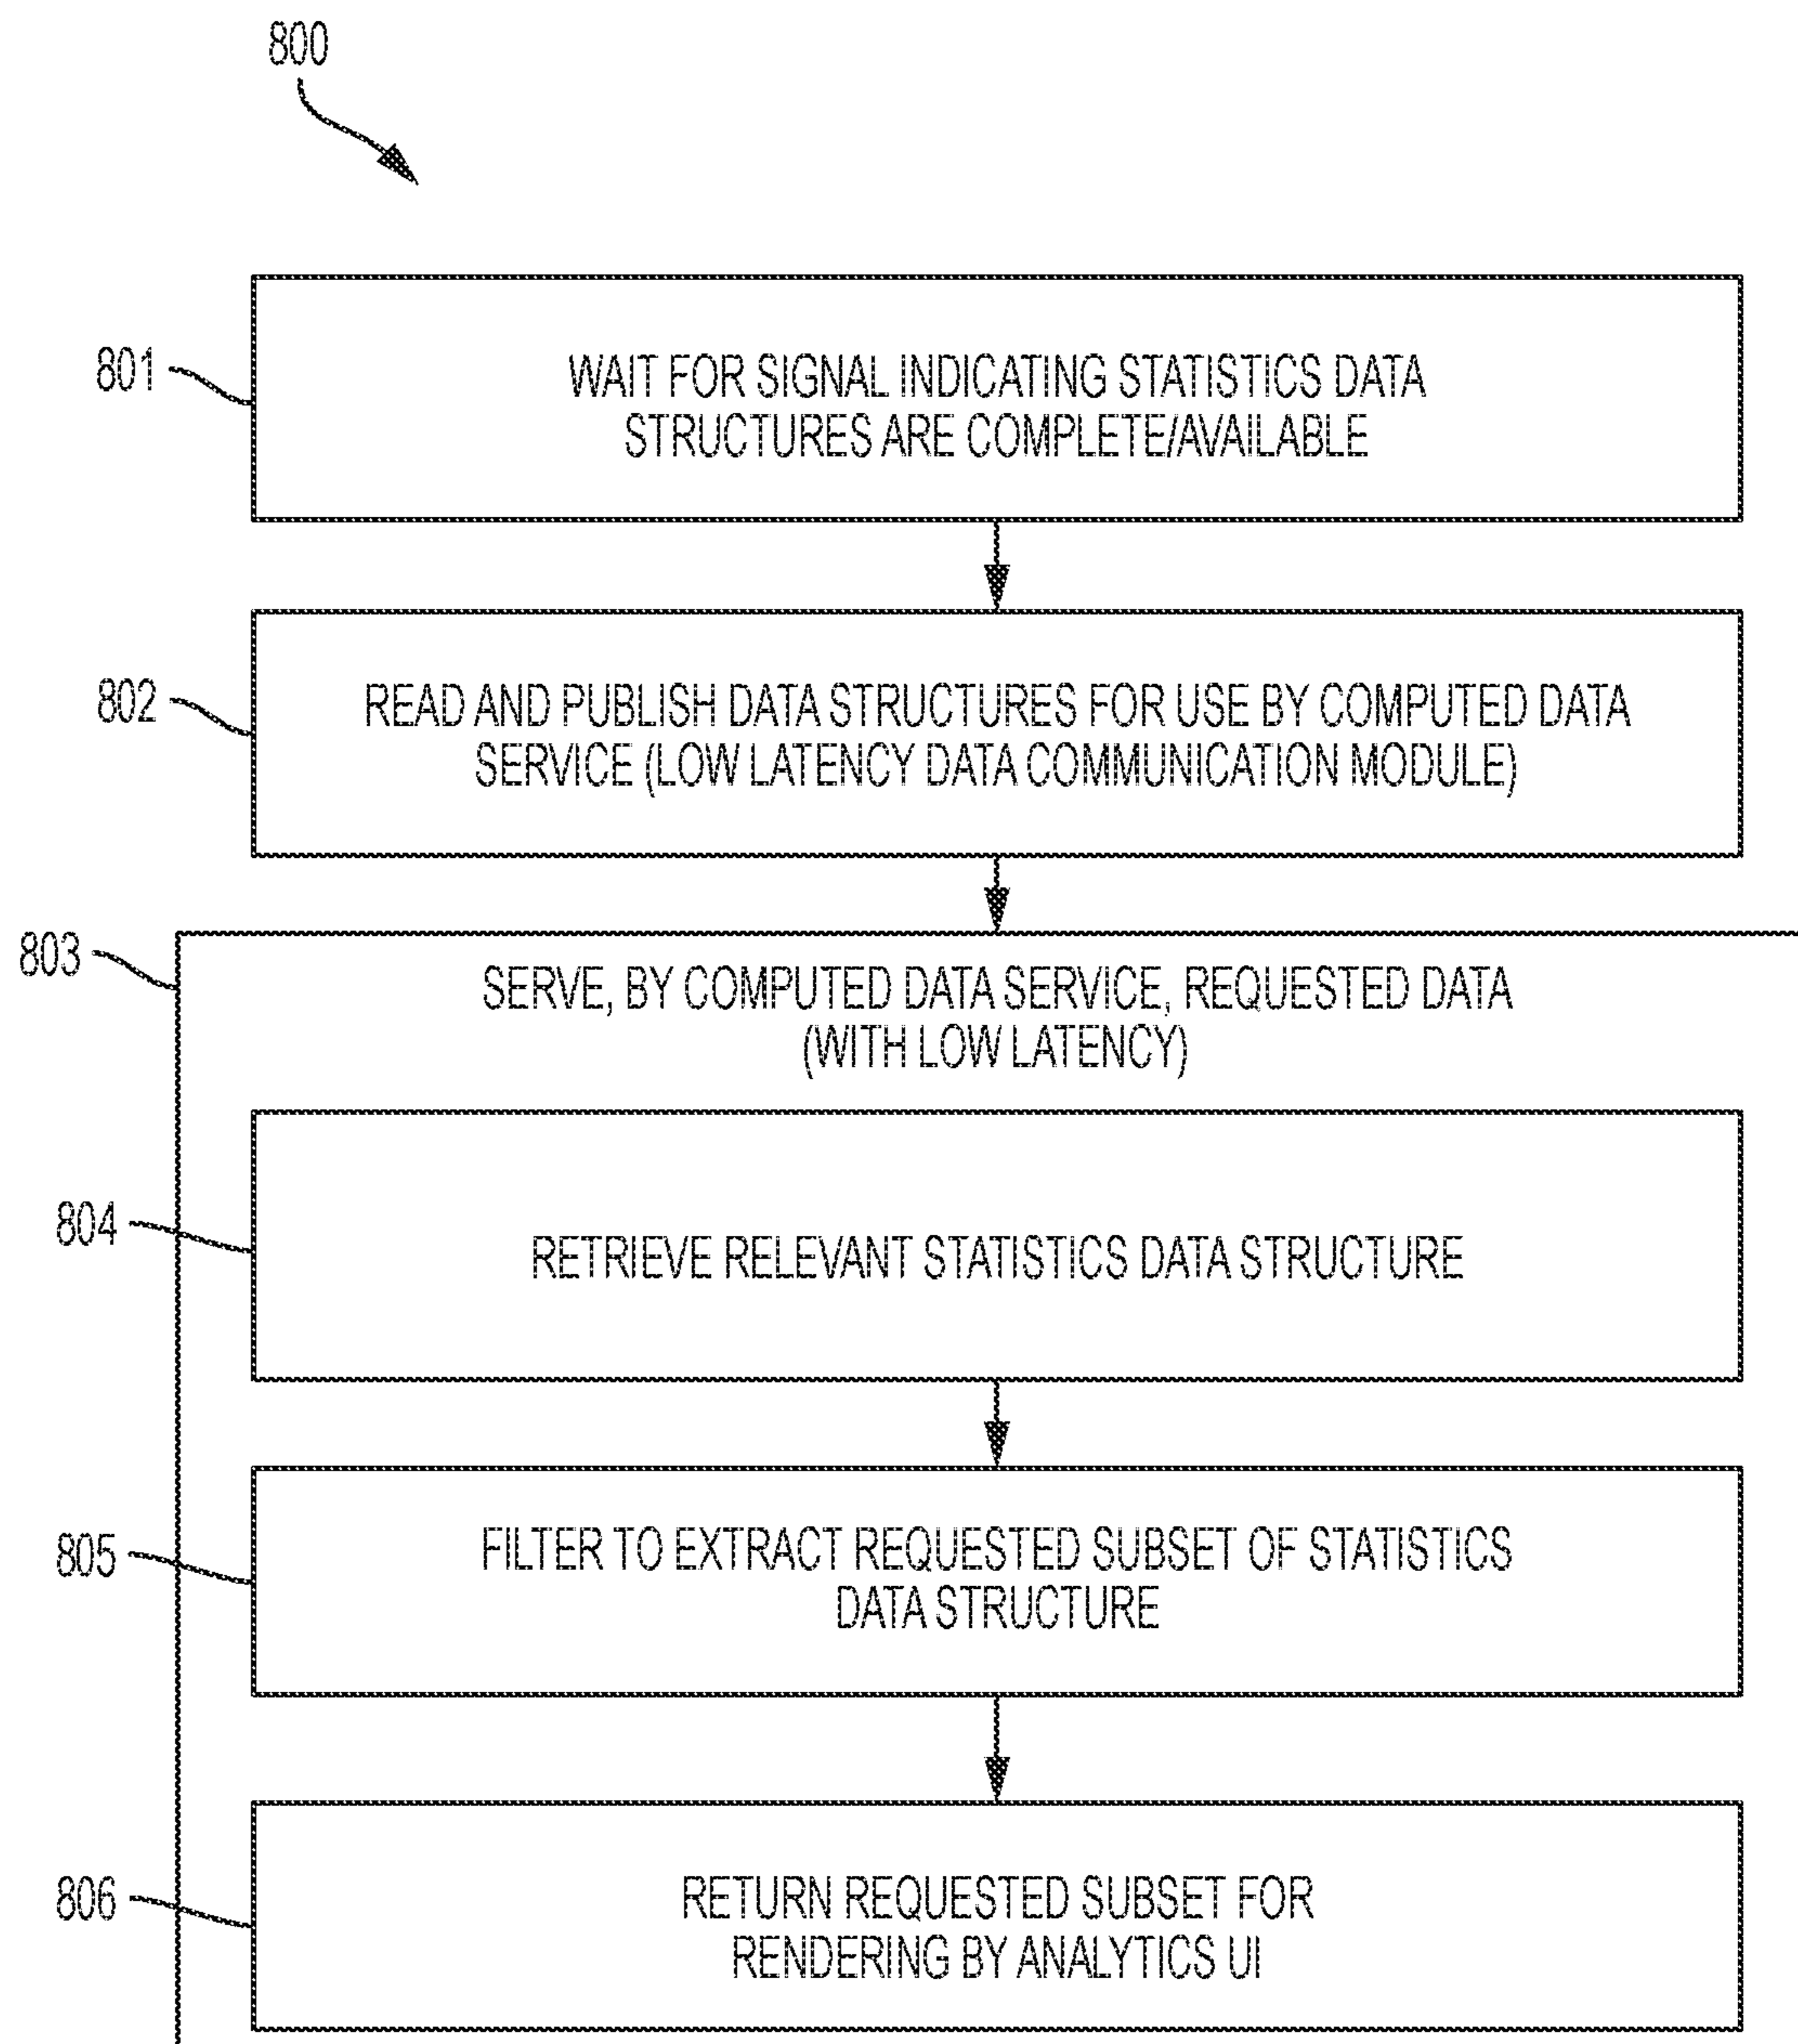 800
801
WAIT FOR SIGNAL INDICATING STATISTICS DATA
STRUCTURES ARE COMPLETE/AVAILABLE
802
READ AND PUBLISH DATA STRUCTURES FOR USE BY COMPUTED DATA
SERVICE (LOW LATENCY DATA COMMUNICATION MODULE)
803
SERVE, BY COMPUTED DATA SERVICE, REQUESTED DATA
(WITH LOW LATENCY)
804
RETRIEVE RELEVANT STATISTICS DATA STRUCTURE
805
FILTER TO EXTRACT REQUESTED SUBSET OF STATISTICS
DATA STRUCTURE
806
RETURN REQUESTED SUBSET FOR
RENDERING BY ANALYTICS UI